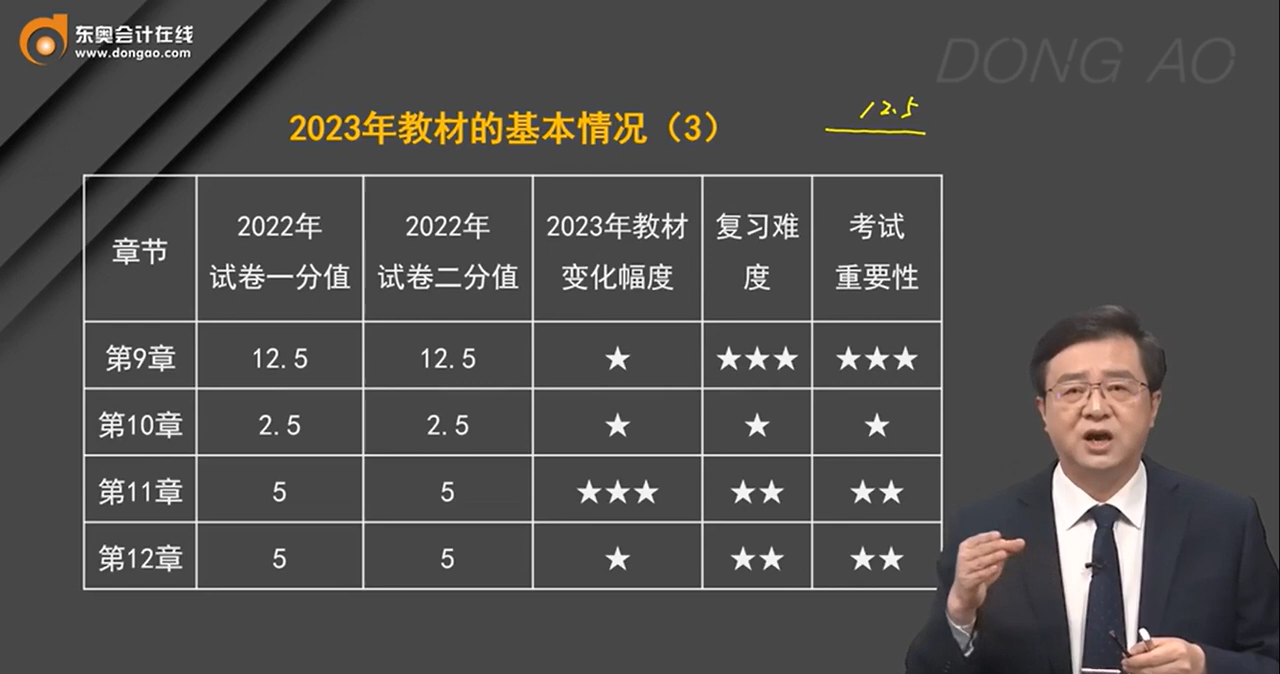 东奥会计在线
www.dongao.com
DONG AO
12.5
2023年教材的基本情况（3）
章节
2022年
试卷一分值
2022年
试卷二分值
2023年教材
变化幅度
复习难
度
考试
重要性
第9章 12.5 12.5 ★ ★★★ ★★★
第10章 2.5 2.5 ★ ★ ★
第11章 5 5 ★★★ ★★ ★★
第12章 5 5 ★ ★★ ★★